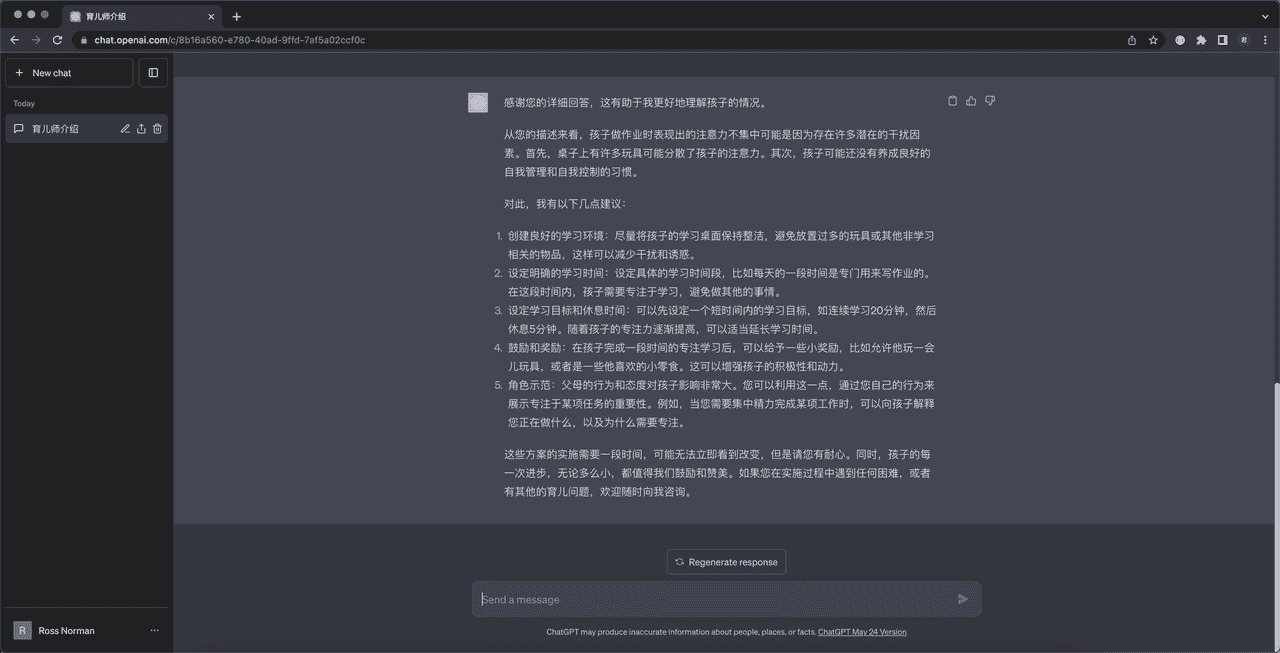 育儿师介绍
chat.openai.com/c/8b16a560-e780-40ad-9ffd-7af5a02ccf0c
New chat
Today
育儿师介绍
感谢您的详细回答，这有助于我更好地理解孩子的情况。
从您的描述来看，孩子做作业时表现出的注意力不集中可能是因为存在许多潜在的干扰因
素。首先，桌子上有许多玩具可能分散了孩子的注意力。其次，孩子可能还没有养成良好的
自我管理和自我控制的习惯。
对此，我有以下几点建议：
1. 创建良好的学习环境：尽量将孩子的学习桌面保持整洁，避免放置过多的玩具或其他非学习
相关的物品，这样可以减少干扰和诱惑。
2. 设定明确的学习时间：设定具体的学习时间段，比如每天的一段时间是专门用来写作业的。
在这段时间内，孩子需要专注于学习，避免做其他的事情。
3. 设定学习目标和休息时间：可以先设定一个短时间内的学习目标，如连续学习20分钟，然后
休息5分钟。随着孩子的专注力逐渐提高，可以适当延长学习时间。
4. 鼓励和奖励：在孩子完成一段时间的专注学习后，可以给予一些小奖励，比如允许他玩一会
儿玩具，或者是一些他喜欢的小零食。这可以增强孩子的积极性和动力。
5. 角色示范：父母的行为和态度对孩子影响非常大。您可以利用这一点，通过您自己的行为来
展示专注于某项任务的重要性。例如，当您需要集中精力完成某项工作时，可以向孩子解释
您正在做什么，以及为什么需要专注。
这些方案的实施需要一段时间，可能无法立即看到改变，但是请您有耐心。同时，孩子的每
一次进步，无论多么小，都值得我们鼓励和赞美。如果您在实施过程中遇到任何困难，或者
有其他的育儿问题，欢迎随时向我咨询。
Regenerate response
Send a message
ChatGPT may produce inaccurate information about people, places, or facts. ChatGPT May 24 Version
R Ross Norman